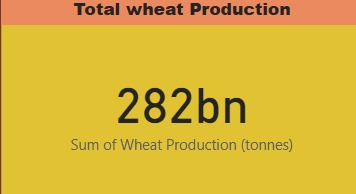 Total wheat Production
282bn
Sum of Wheat Production (tonnes)